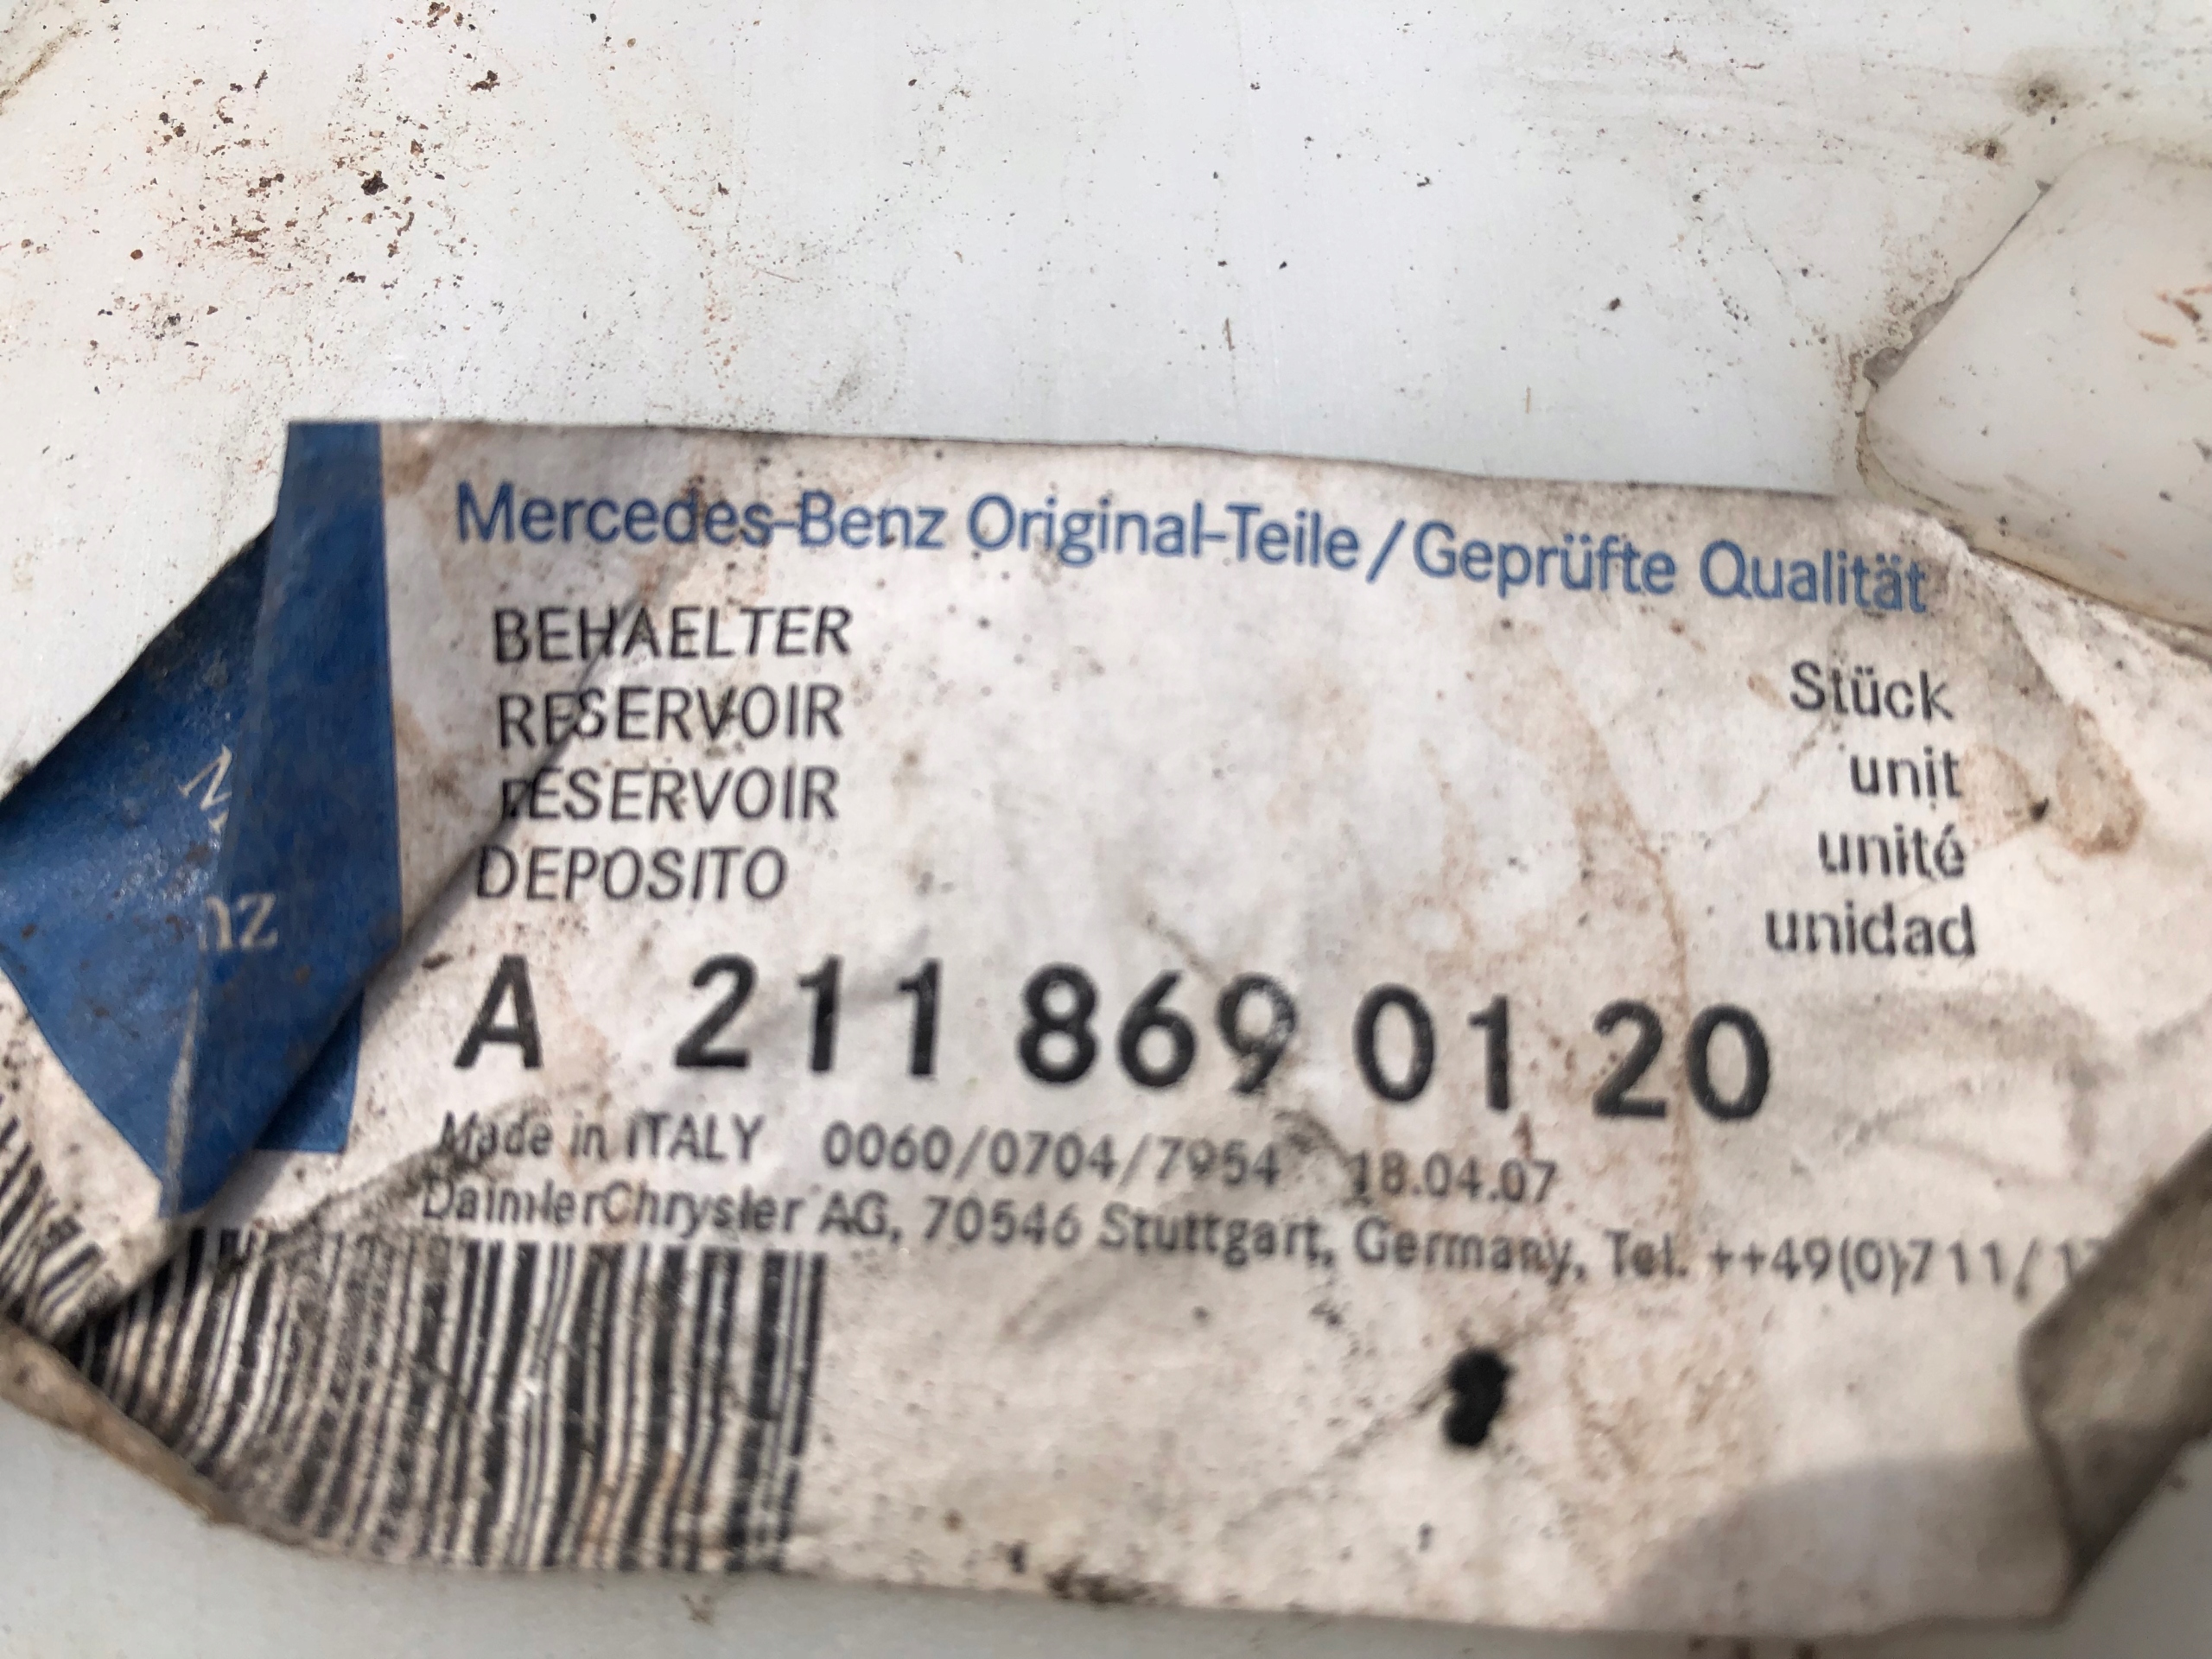 Mercedes-Benz Original-Teile/Geprüfte Qualität
BEHAELTER
RESERVOIR
RESERVOIR
DEPOSITO
Stück
unit
unité
unidad
A 211 869 01 20
Made in ITALY 0060/0704/7954 18.04.07
DaimlerChrysler AG, 70546 Stuttgart, Germany, Tel. ++49(0)711/17